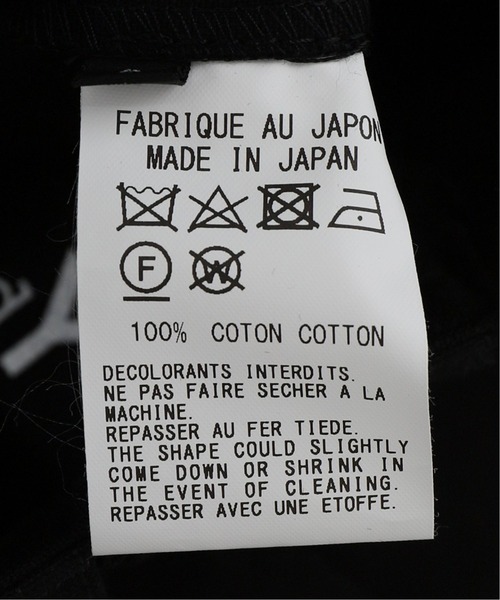 FABRIQUE AU JAPON
MADE IN JAPAN
F W
100% COTON COTTON
DECOLORANTS INTERDITS.
NE PAS FAIRE SECHER A LA
MACHINE.
REPASSER AU FER TIEDE.
THE SHAPE COULD SLIGHTLY
COME DOWN OR SHRINK IN
THE EVENT OF CLEANING.
REPASSER AVEC UNE ETOFFE.